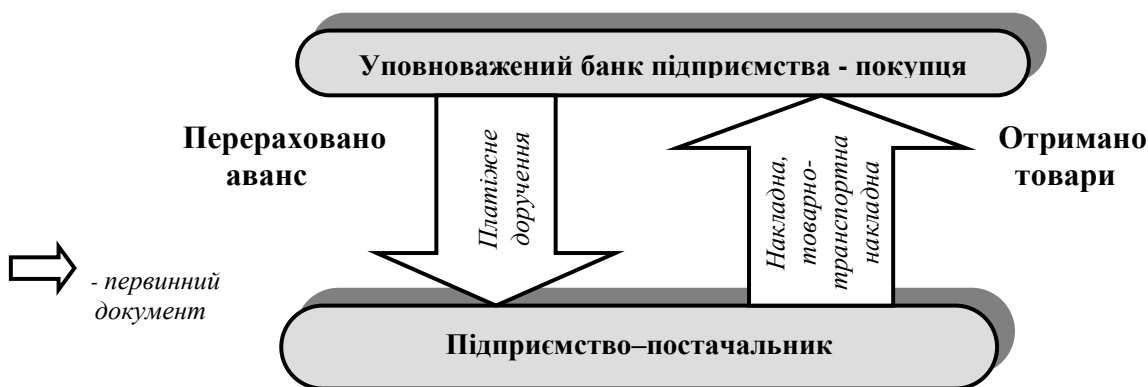 Уповноважений банк підприємства - покупця
Перераховано
аванс
Платіжне
доручення
Накладна,
товарно-
транспортна
накладна
Отримано
товари
- первинний
документ
Підприємство–постачальник